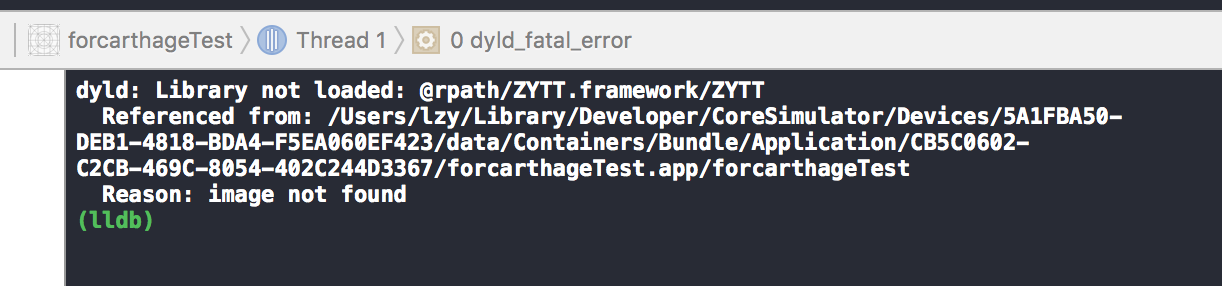 forcarthageTest Thread 1 0 dyld_fatal_error
dyld: Library not loaded: @rpath/ZYTT.framework/ZYTT
  Referenced from: /Users/lzy/Library/Developer/CoreSimulator/Devices/5A1FBA50-
DEB1-4818-BDA4-F5EA060EF423/data/Containers/Bundle/Application/CB5C0602-
C2CB-469C-8054-402C244D3367/forcarthageTest.app/forcarthageTest
  Reason: image not found
(lldb)